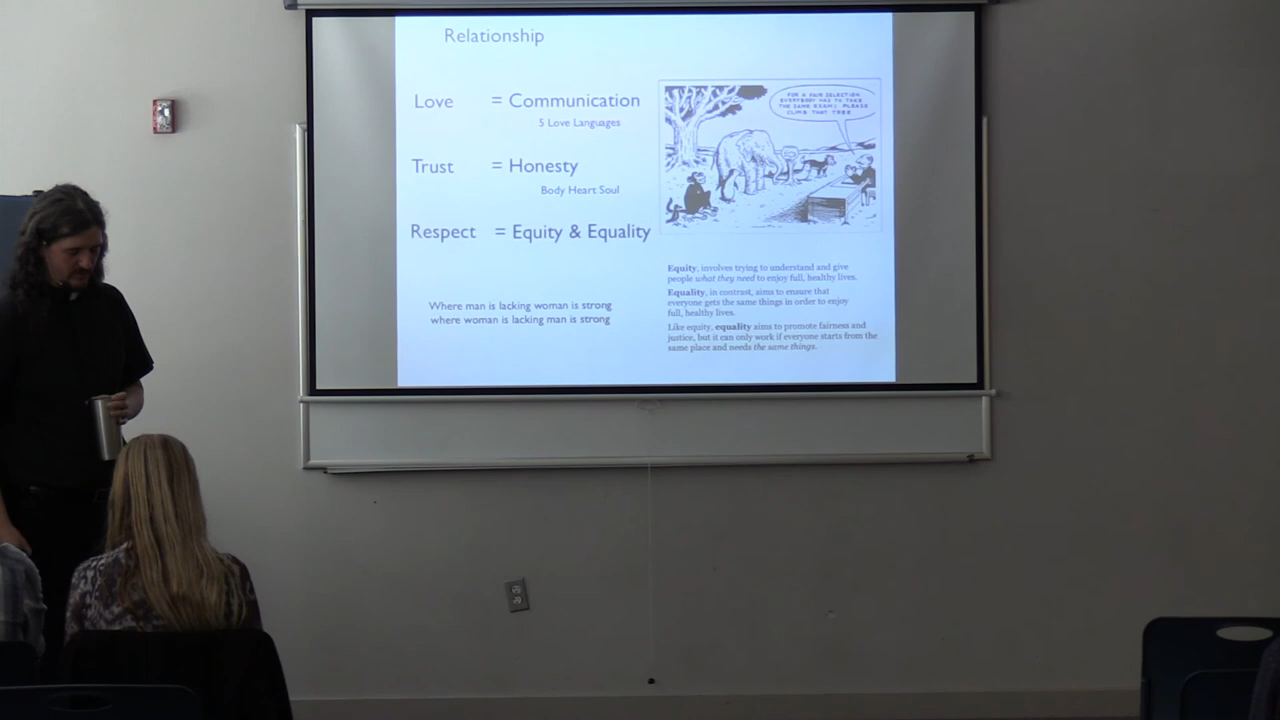 Relationship
Love = Communication
5 Love Languages
Trust = Honesty
Body Heart Soul
Respect = Equity & Equality
Where man is lacking woman is strong
where woman is lacking man is strong
FOR A FAIR SELECTION
EVERYBODY HAS TO TAKE
THE SAME EXAM: PLEASE
CLIMB THAT TREE
Equity, involves trying to understand and give
people what they need to enjoy full, healthy lives.
Equality, in contrast, aims to ensure that
everyone gets the same things in order to enjoy
full, healthy lives.
Like equity, equality aims to promote fairness and
justice, but it can only work if everyone starts from the
same place and needs the same things.